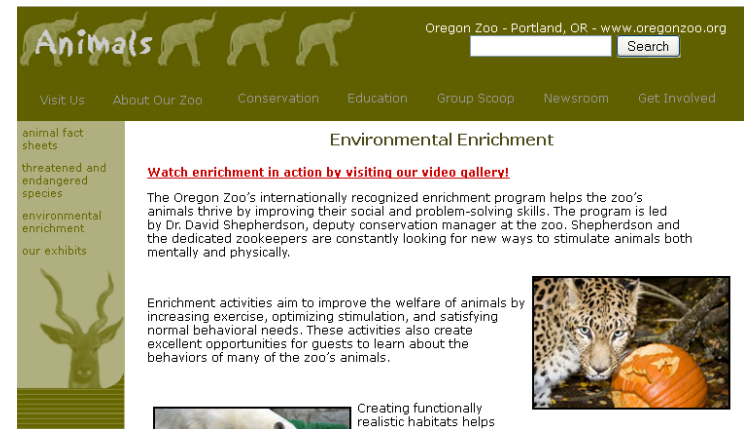 Animals
Oregon Zoo - Portland, OR - www.oregonzoo.org
Search
Visit Us
About Our Zoo
Conservation
Education
Group Scoop
Newsroom
Get Involved
animal fact
sheets
threatened and
endangered
species
environmental
enrichment
our exhibits
Environmental Enrichment
Watch enrichment in action by visiting our video gallery!
The Oregon Zoo's internationally recognized enrichment program helps the zoo's
animals thrive by improving their social and problem-solving skills. The program is led
by Dr. David Shepherdson, deputy conservation manager at the zoo. Shepherdson and
the dedicated zookeepers are constantly looking for new ways to stimulate animals both
mentally and physically.
Enrichment activities aim to improve the welfare of animals by
increasing exercise, optimizing stimulation, and satisfying
normal behavioral needs. These activities also create
excellent opportunities for guests to learn about the
behaviors of many of the zoo's animals.
Creating functionally
realistic habitats helps